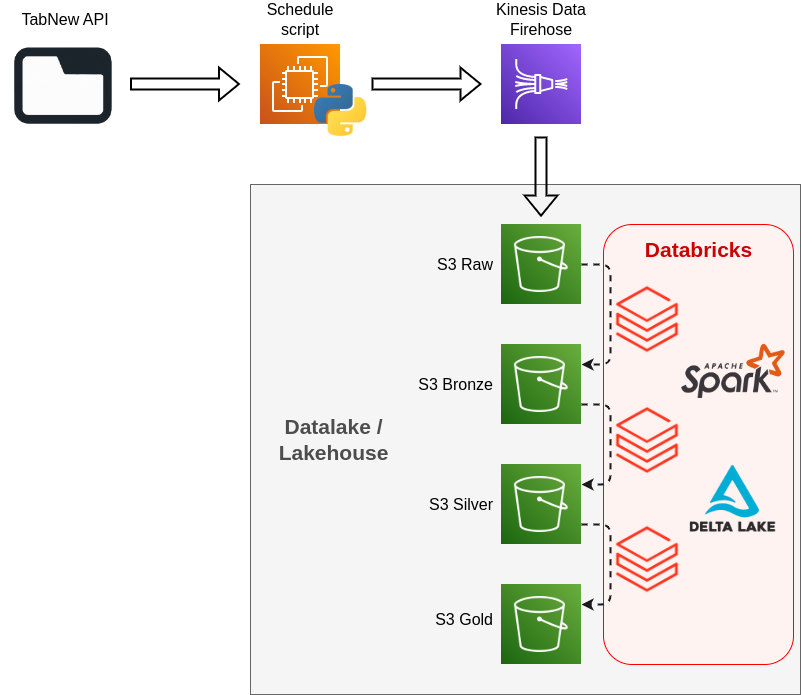 TabNew API
Schedule
script
Kinesis Data
Firehose
Databricks
S3 Raw
APACHE
Spark™
S3 Bronze
Datalake /
Lakehouse
S3 Silver
DELTA LAKE
S3 Gold